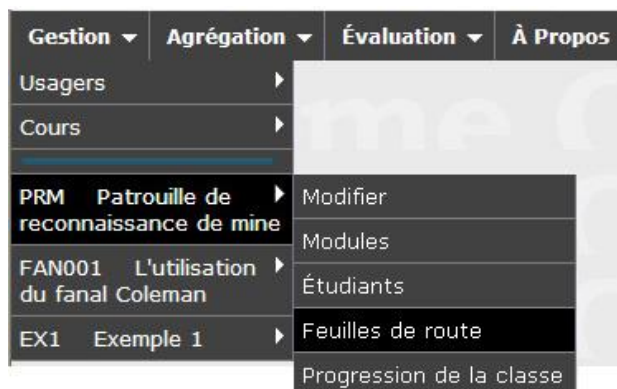 Gestion Agrégation Évaluation À Propos
Usagers
Cours
PRM Patrouille de
reconnaissance de mine
FAN001 L'utilisation
du fanal Coleman
EX1 Exemple 1
Modifier
Modules
Étudiants
Feuilles de route
Progression de la classe